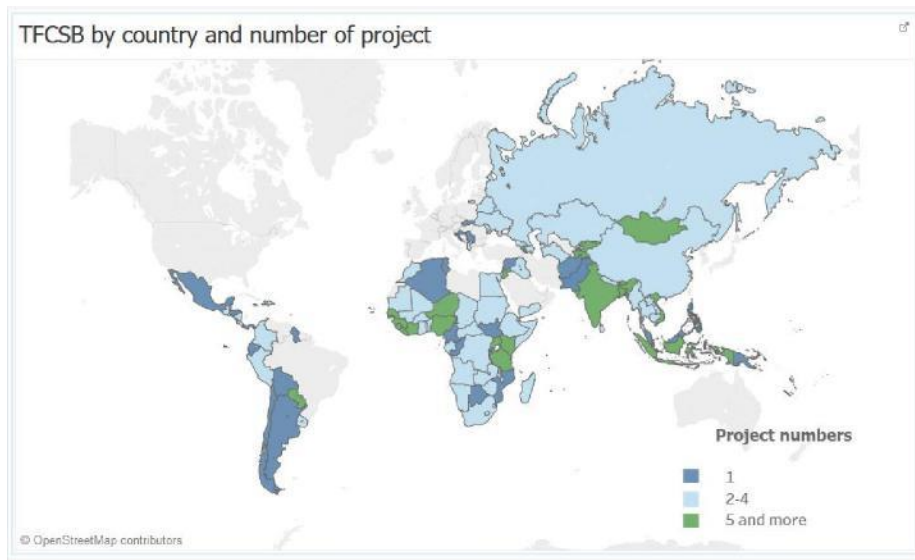 TFCSB by country and number of project
Project numbers
1
2-4
5 and more
© OpenStreetMap contributors